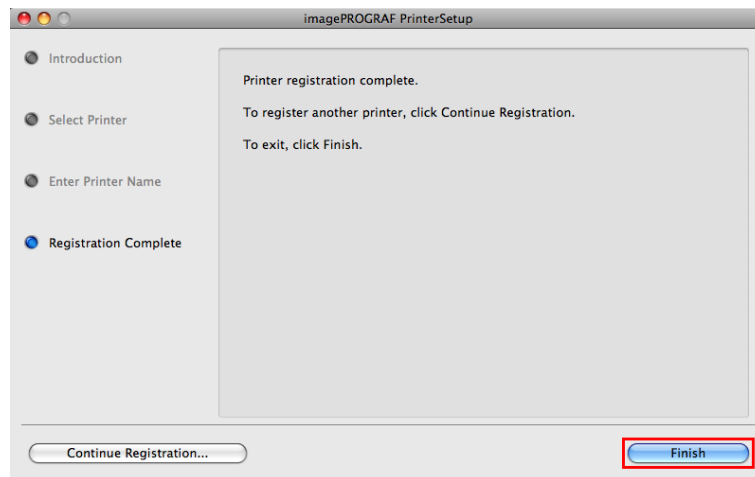 imagePROGRAF PrinterSetup
Introduction
Select Printer
Enter Printer Name
Registration Complete
Printer registration complete.
To register another printer, click Continue Registration.
To exit, click Finish.
Continue Registration...
Finish